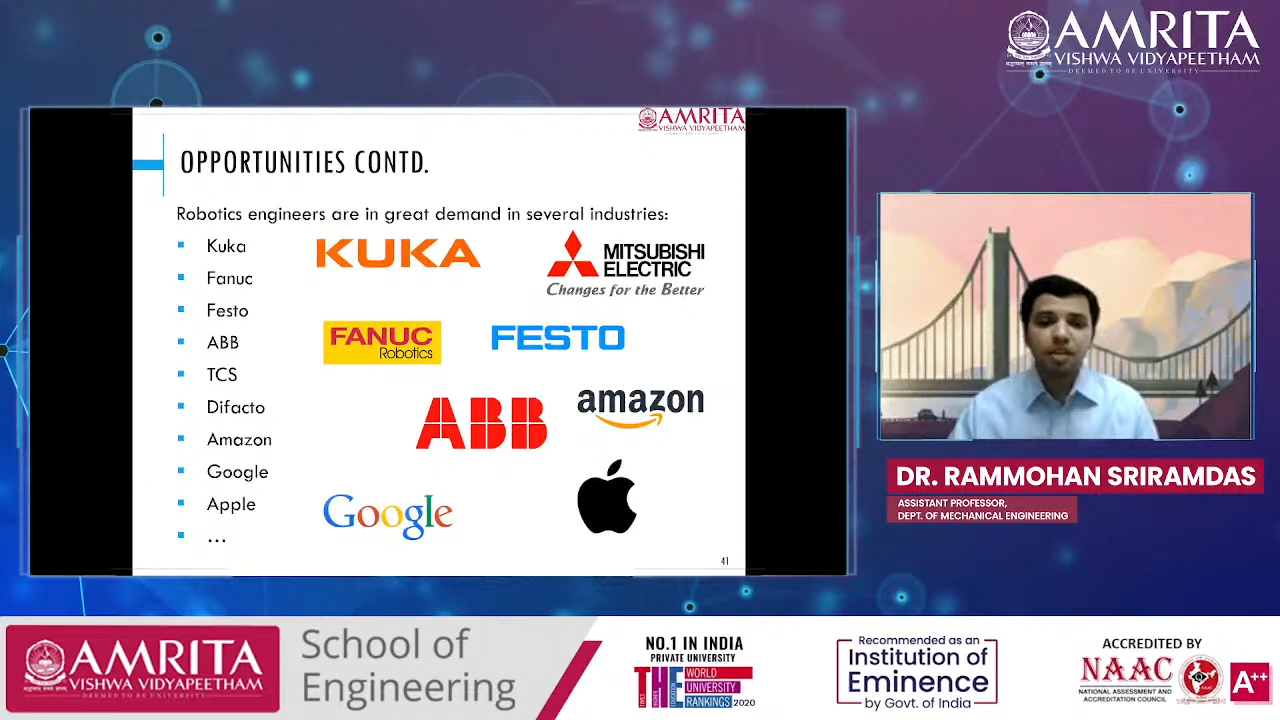 AMRITA
VISHWA VIDYAPEETHAM
DEEMED TO BE UNIVERSITY
AMRITA
VISHWA VIDYAPEETHAM
OPPORTUNITIES CONTD.
Robotics engineers are in great demand in several industries:
Kuka
Fanuc
Festo
ABB
TCS
Difacto
Amazon
Google
Apple
...
KUKA
MITSUBISHI
ELECTRIC
Changes for the Better
FANUC
Robotics
FESTO
ABB
amazon
Google
41
DR. RAMMOHAN SRIRAMDAS
ASSISTANT PROFESSOR,
DEPT. OF MECHANICAL ENGINEERING
AMRITA
VISHWA VIDYAPEETHAM
DEEMED TO BE UNIVERSITY
School of
Engineering
NO.1 IN INDIA
PRIVATE UNIVERSITY
THE WORLD
UNIVERSITY
RANKINGS 2020
Recommended as an
Institution of
Eminence
by Govt. of India
ACCREDITED BY
NAAC
NATIONAL ASSESSMENT AND
ACCREDITATION COUNCIL
NAAC
A++